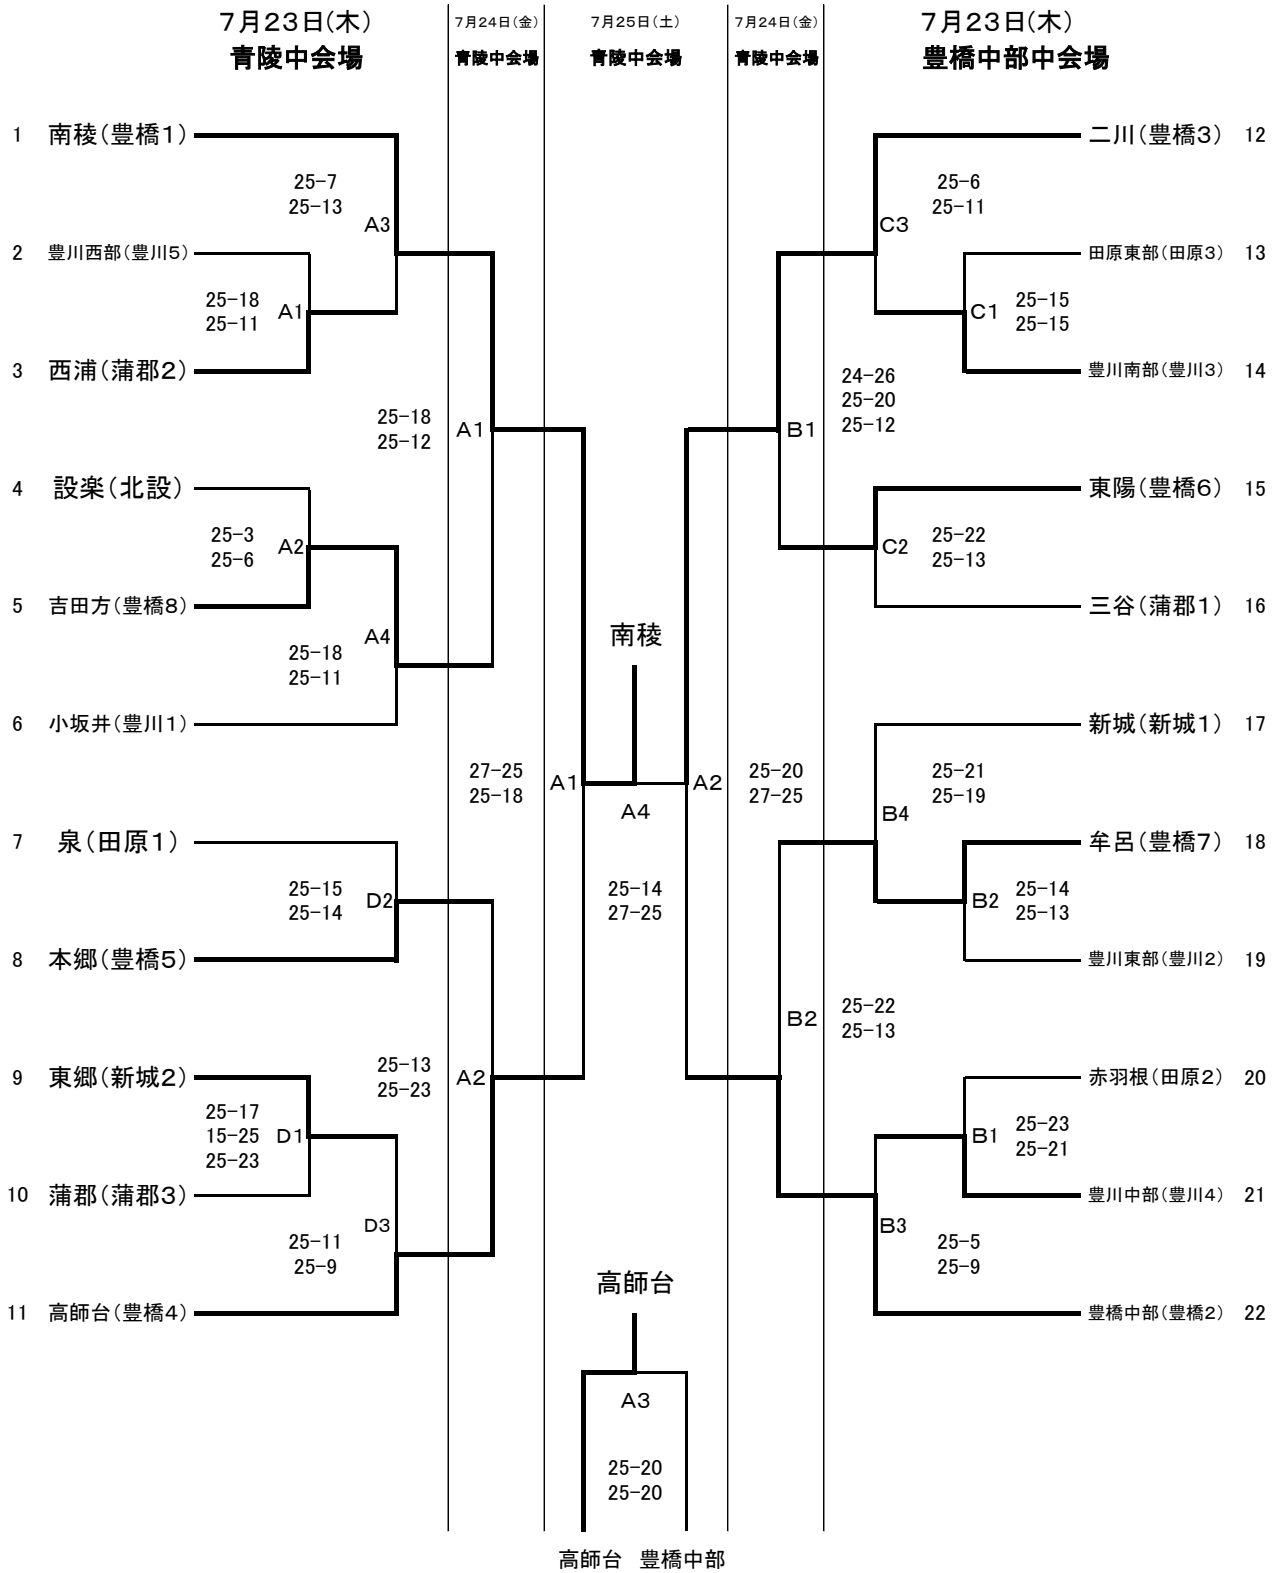 7月23日(木)
青陵中会場
7月24日(金)
青陵中会場
7月25日(土)
青陵中会場
7月24日(金)
青陵中会場
7月23日(木)
豊橋中部中会場
1 南稜(豊橋1)
25-7
25-13
A3
2 豊川西部(豊川5)
25-18
25-11
A1
3 西浦(蒲郡2)
25-18
25-12
A1
4 設楽(北設)
25-3
25-6
A2
5 吉田方(豊橋8)
25-18
25-11
A4
6 小坂井(豊川1)
27-25
25-18
A1
7 泉(田原1)
25-15
25-14
D2
8 本郷(豊橋5)
25-13
25-23
A2
9 東郷(新城2)
25-17
15-25
25-23
D1
10 蒲郡(蒲郡3)
25-11
25-9
D3
11 高師台(豊橋4)
南稜
A4
25-14
27-25
高師台
A3
25-20
25-20
高師台 豊橋中部
二川(豊橋3) 12
25-6
25-11
C3
田原東部(田原3) 13
C1
25-15
25-15
豊川南部(豊川3) 14
24-26
25-20
25-12
B1
東陽(豊橋6) 15
C2
25-22
25-13
三谷(蒲郡1) 16
新城(新城1) 17
A2
25-20
27-25
25-21
25-19
B4
牟呂(豊橋7) 18
B2
25-14
25-13
豊川東部(豊川2) 19
B2
25-22
25-13
赤羽根(田原2) 20
B1
25-23
25-21
豊川中部(豊川4) 21
B3
25-5
25-9
豊橋中部(豊橋2) 22